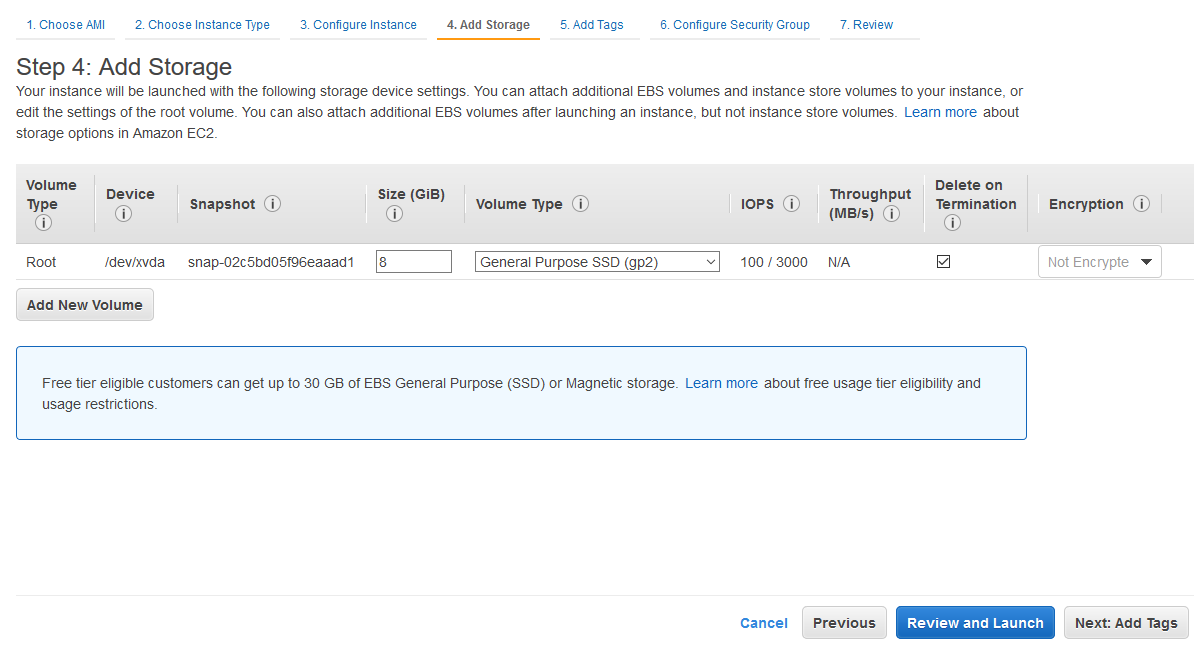 1. Choose AMI 2. Choose Instance Type 3. Configure Instance 4. Add Storage 5. Add Tags 6. Configure Security Group 7. Review
Step 4: Add Storage
Your instance will be launched with the following storage device settings. You can attach additional EBS volumes and instance store volumes to your instance, or
edit the settings of the root volume. You can also attach additional EBS volumes after launching an instance, but not instance store volumes. Learn more about
storage options in Amazon EC2.
Volume Type i Device i Snapshot i Size (GiB) i Volume Type i IOPS i Throughput (MB/s) i Delete on Termination i Encryption i
Root /dev/xvda snap-02c5bd05f96eaaad1 8 General Purpose SSD (gp2) 100 / 3000 N/A Not Encrypte
Add New Volume
Free tier eligible customers can get up to 30 GB of EBS General Purpose (SSD) or Magnetic storage. Learn more about free usage tier eligibility and
usage restrictions.
Cancel Previous Review and Launch Next: Add Tags